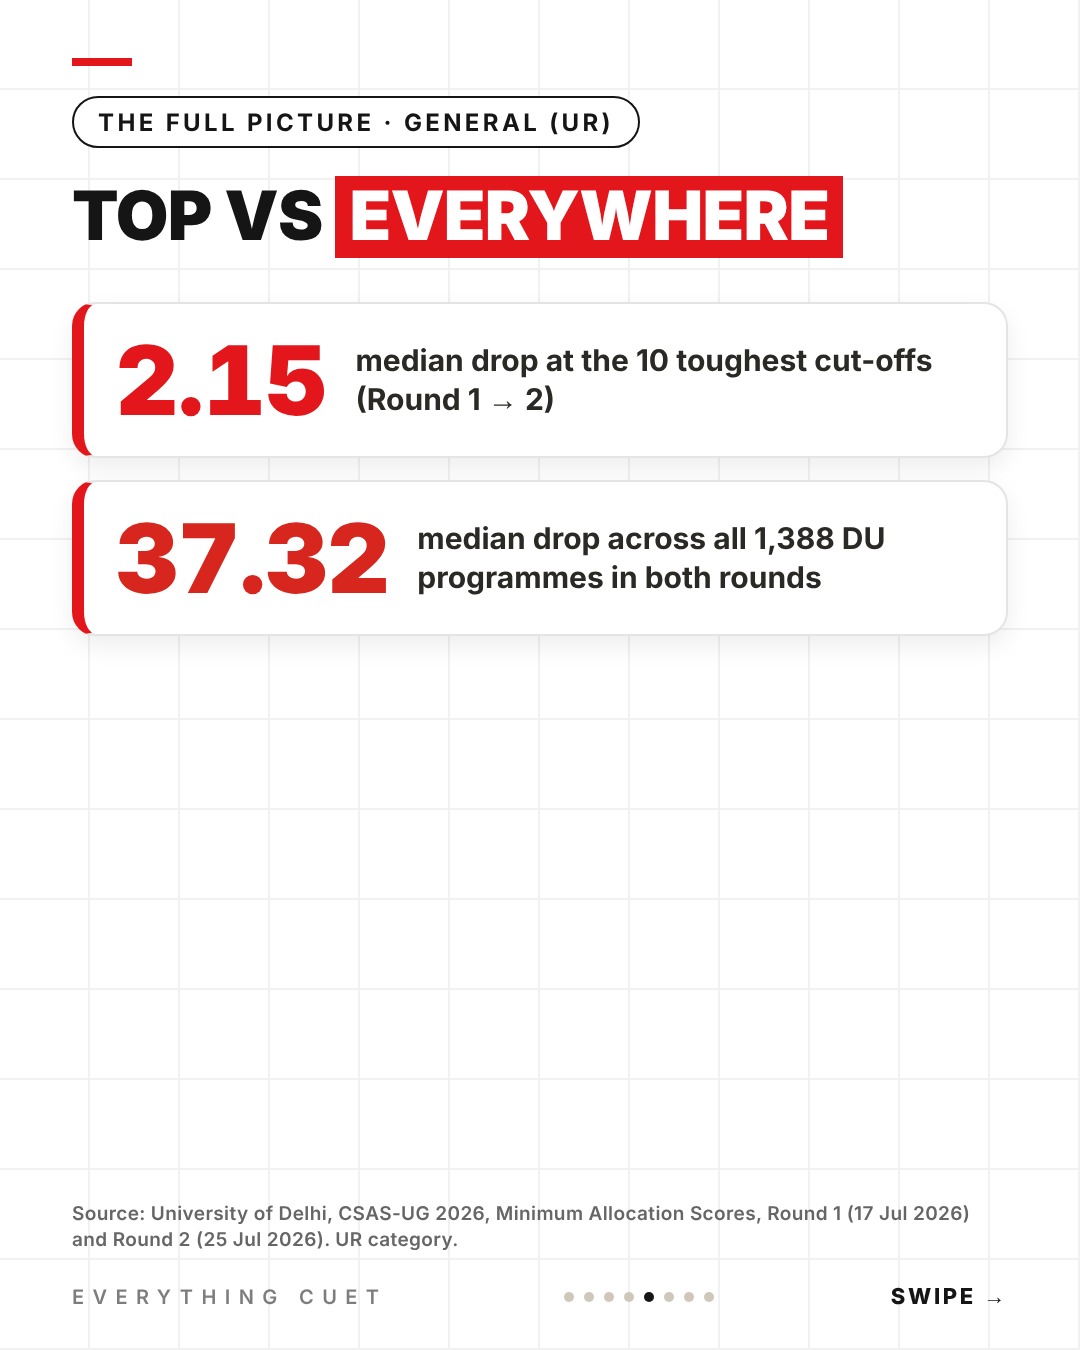 THE FULL PICTURE · GENERAL (UR)
TOP VS EVERYWHERE
2.15
median drop at the 10 toughest cut-offs
(Round 1 → 2)
37.32
median drop across all 1,388 DU
programmes in both rounds
Source: University of Delhi, CSAS-UG 2026, Minimum Allocation Scores, Round 1 (17 Jul 2026)
and Round 2 (25 Jul 2026). UR category.
EVERYTHING CUET
SWIPE →